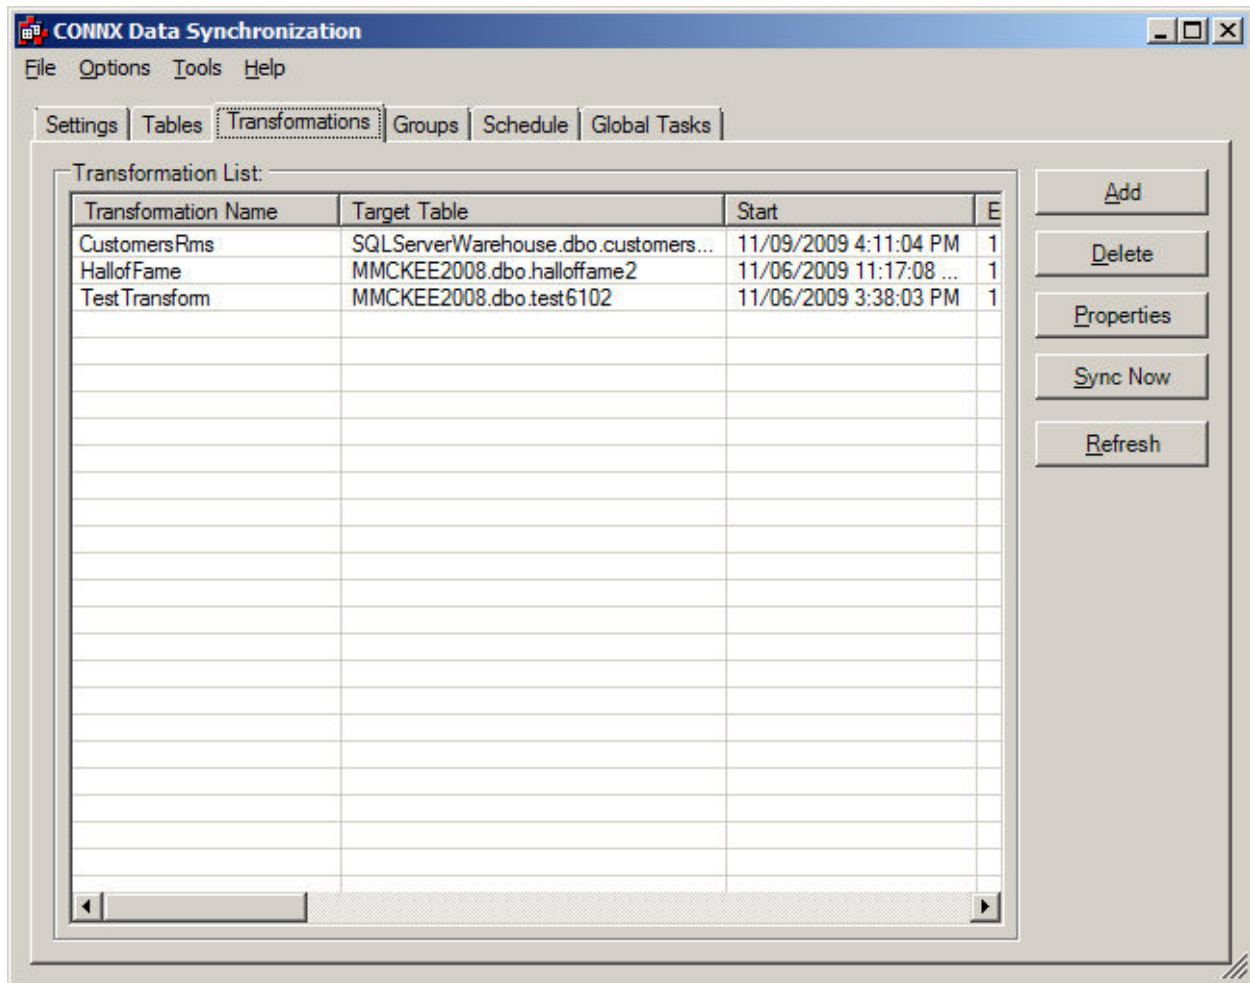 CONNX Data Synchronization
File Options Tools Help
Settings Tables Transformations Groups Schedule Global Tasks
Transformation List:
Transformation Name Target Table Start E
CustomersRms SQLServerWarehouse.dbo.customers... 11/09/2009 4:11:04 PM 1
HallofFame MMCKEE2008.dbo.halloffame2 11/06/2009 11:17:08 ... 1
TestTransform MMCKEE2008.dbo.test6102 11/06/2009 3:38:03 PM 1
Add
Delete
Properties
Sync Now
Refresh